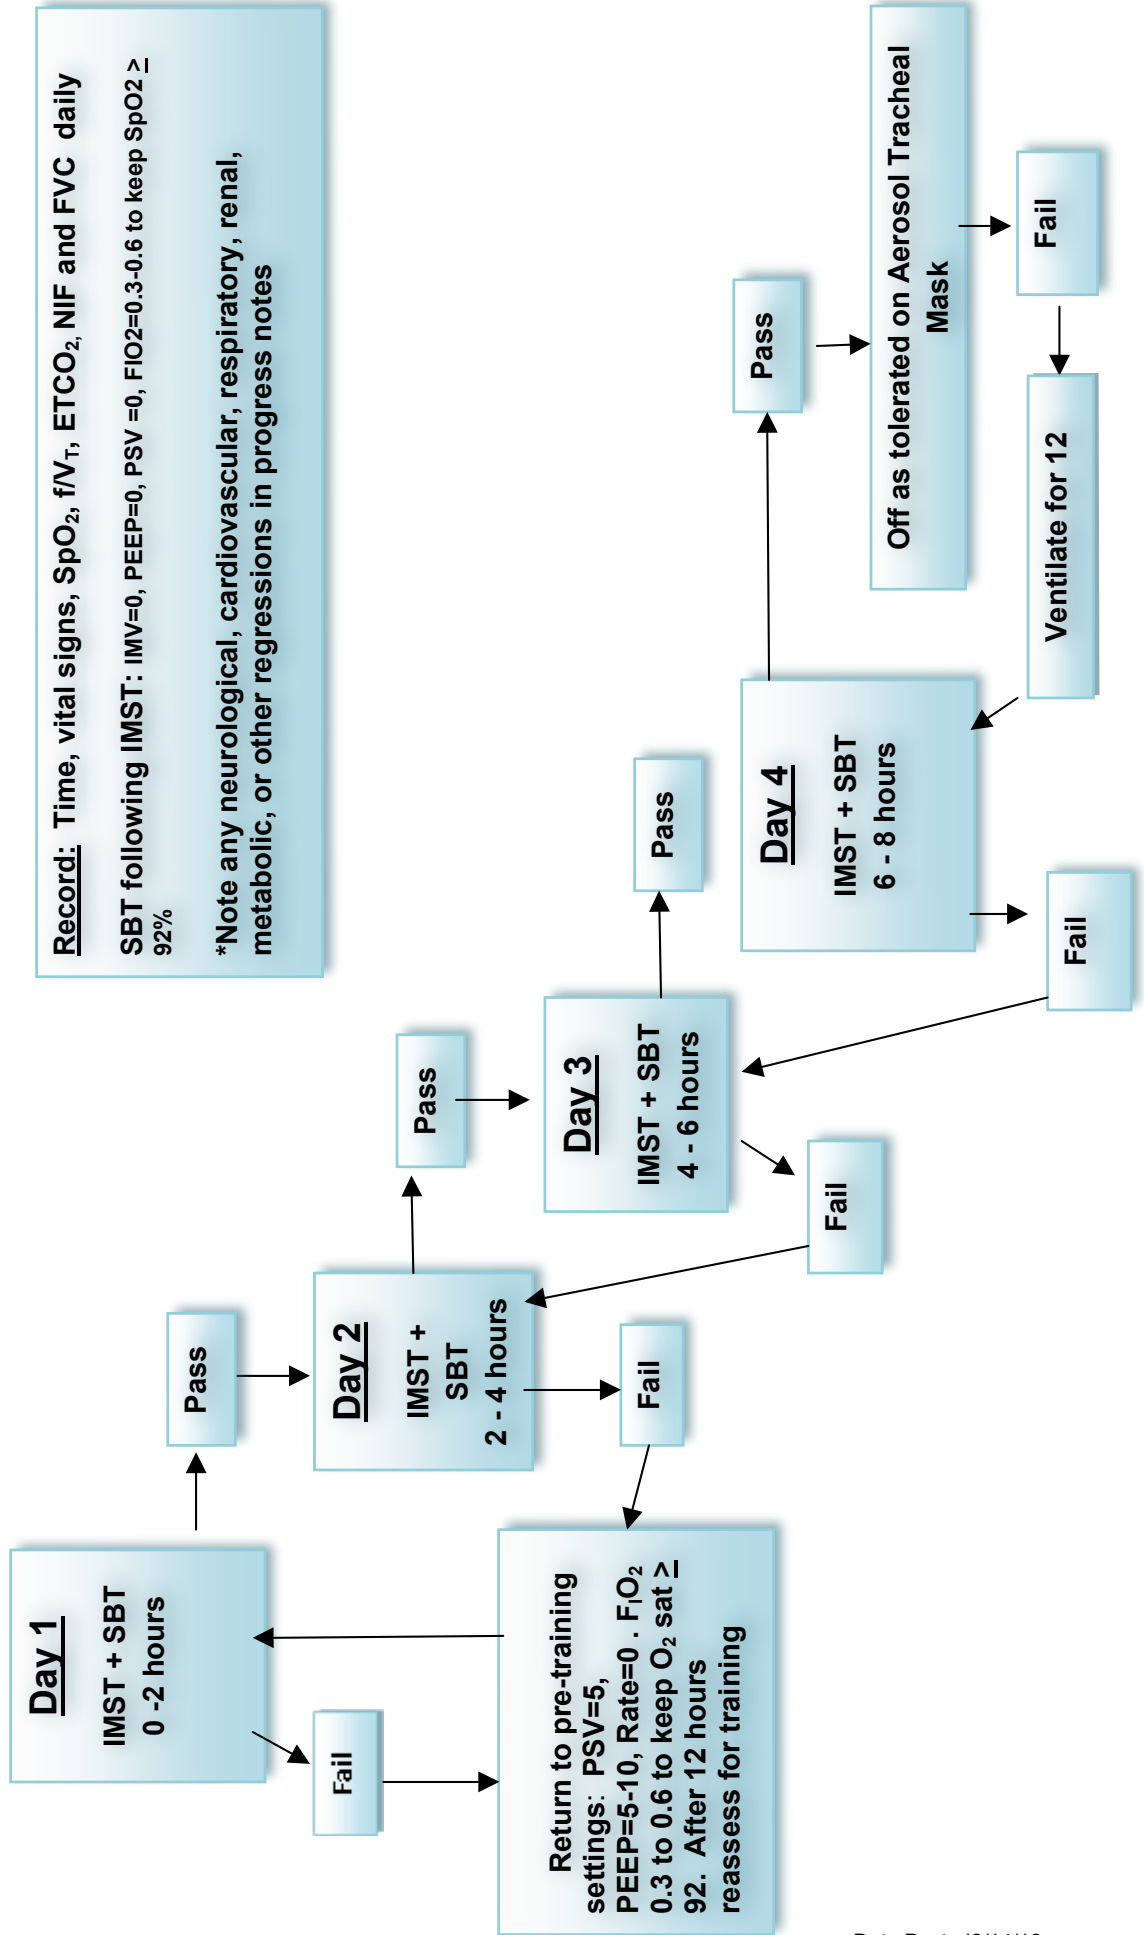 Record: Time, vital signs, SpO₂, f/V_T, ETCO₂, NIF and FVC daily
SBT following IMST: IMV=0, PEEP=0, PSV =0, FIO2=0.3-0.6 to keep SpO2 ≥
92%
*Note any neurological, cardiovascular, respiratory, renal,
metabolic, or other regressions in progress notes
Day 1
IMST + SBT
0 -2 hours
Pass
Fail
Return to pre-training
settings: PSV=5,
PEEP=5-10, Rate=0 . FᵢO₂
0.3 to 0.6 to keep O₂ sat ≥
92. After 12 hours
reassess for training
Day 2
IMST +
SBT
2 - 4 hours
Pass
Fail
Day 3
IMST + SBT
4 - 6 hours
Pass
Fail
Day 4
IMST + SBT
6 - 8 hours
Pass
Fail
Off as tolerated on Aerosol Tracheal
Mask
Fail
Ventilate for 12